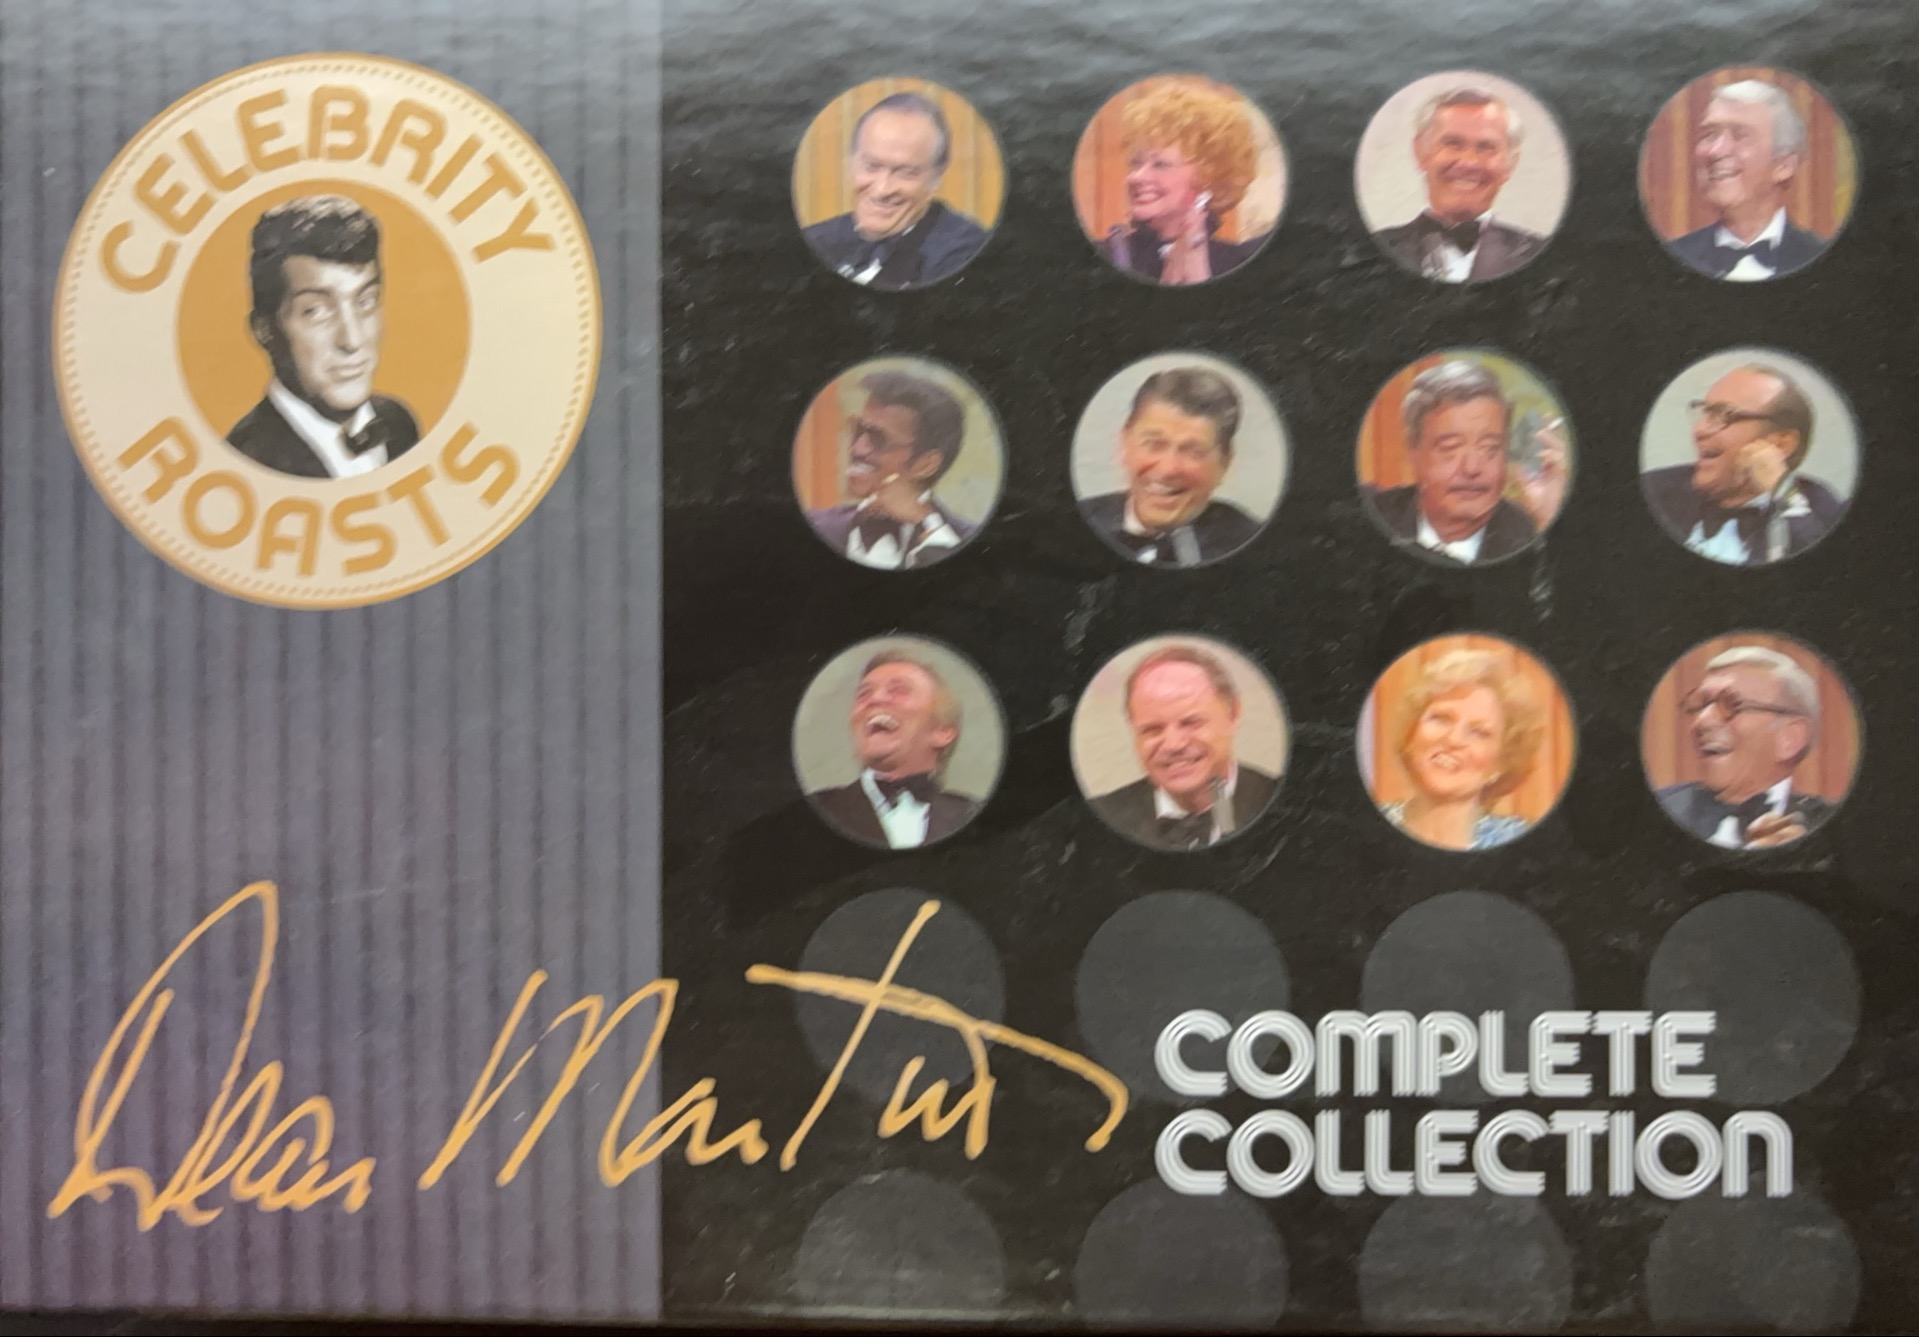 CELEBRITY
ROASTS
Dean Martin
COMPLETE
COLLECTION